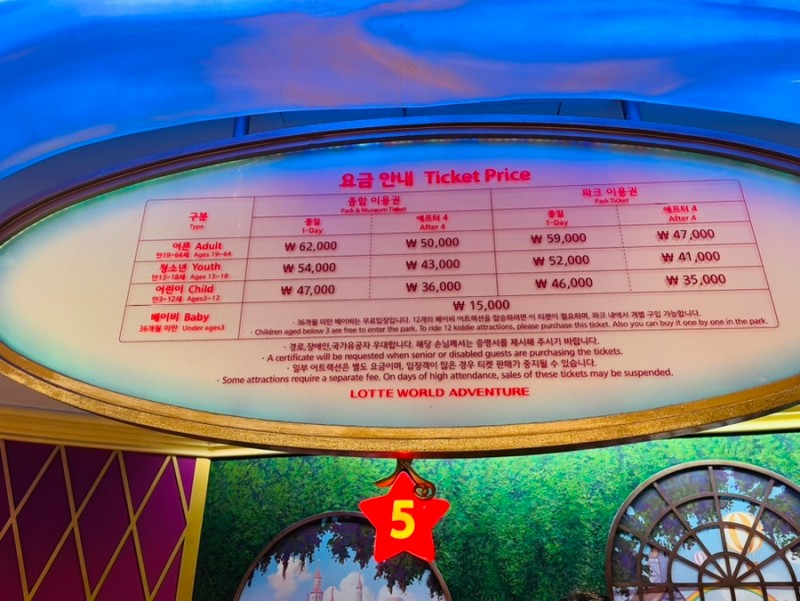 요금 안내 Ticket Price
구분 Type 종합 이용권 Park & Museum Ticket 파크 이용권 Park Ticket
종일 1-Day 애프터 4 After 4 종일 1-Day 애프터 4 After 4
어른 Adult 만19~64세 Ages 19~64 ₩ 62,000 ₩ 50,000 ₩ 59,000 ₩ 47,000
청소년 Youth 만13~18세 Ages 13~18 ₩ 54,000 ₩ 43,000 ₩ 52,000 ₩ 41,000
어린이 Child 만3~12세 Ages3~12 ₩ 47,000 ₩ 36,000 ₩ 46,000 ₩ 35,000
베이비 Baby 36개월 미만 Under ages3 ₩ 15,000
· 36개월 미만 베이비는 무료입장입니다. 12개의 베이비 어트랙션을 탑승하려면 이 티켓이 필요하며, 파크 내에서 개별 구입 가능합니다.
· Children aged below 3 are free to enter the park. To ride 12 kiddie attractions, please purchase this ticket. Also you can buy it one by one in the park.
· 경로,장애인,국가유공자 우대합니다. 해당 손님께서는 증명서를 제시해 주시기 바랍니다.
· A certificate will be requested when senior or disabled guests are purchasing the tickets.
· 일부 어트랙션은 별도 요금이며, 입장객이 많은 경우 티켓 판매가 중지될 수 있습니다.
· Some attractions require a separate fee. On days of high attendance, sales of these tickets may be suspended.
LOTTE WORLD ADVENTURE
5